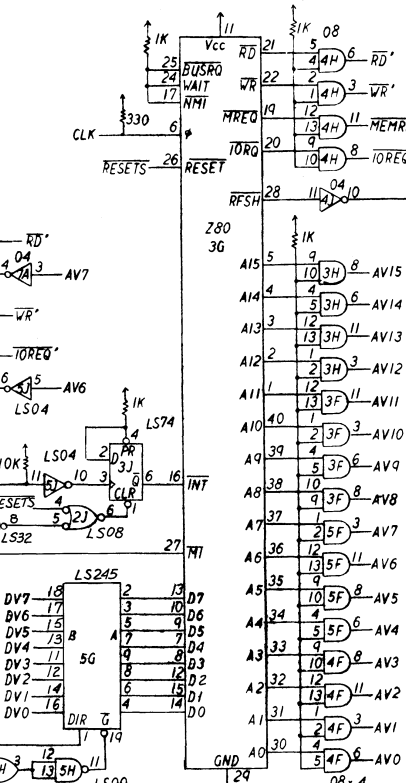 1K
11
1K
08
Vcc
RD 21 5 4 4H 6 RD'
25 BUSRQ
24 WAIT
17 NMI
WR 22 2 1 4H 3 WR'
330
MREQ 19 12 13 4H 11 MEMR
CLK 6 ϕ
IORQ 20 9 10 4H 8 IOREQ
RESETS 26 RESET
RFSH 28 11 04 10
Z80
3G
1K
RD'
04
4 7A 3 AV7
WR'
IOREQ'
6 5 AV6
LS04
A15 5 9 10 3H 8 AV15
A14 4 4 5 3H 6 AV14
A13 3 12 13 3H 11 AV13
A12 2 1 2 3H 3 AV12
A11 1 12 13 3F 11 AV11
A10 40 1 2 3F 3 AV10
A9 39 4 5 3F 6 AV9
A8 38 10 9 3F 8 AV8
A7 37 1 2 5F 3 AV7
A6 36 12 13 5F 11 AV6
A5 35 9 10 5F 8 AV5
A4 34 4 5 5F 6 AV4
A3 33 9 10 4F 8 AV3
A2 32 12 13 4F 11 AV2
A1 31 1 2 4F 3 AV1
A0 30 4 5 4F 6 AV0
1K
LS74
4
PR
2 D 3J
10K 11 LS04 10 3 CLR Q 6 16 INT
1
ESETS 4
8 5 2J 6
LS32 LS08
27 M1
LS245
DV7 18 2 13 D7
DV6 17 3 10 D6
DV5 15 5 9 D5
DV4 13 B A 7 7 D4
DV3 11 5G 9 8 D3
DV2 12 8 12 D2
DV1 14 6 15 D1
DV0 16 4 14 D0
DIR G
1 19
3 12 13 5H 11
LS00
GND
29